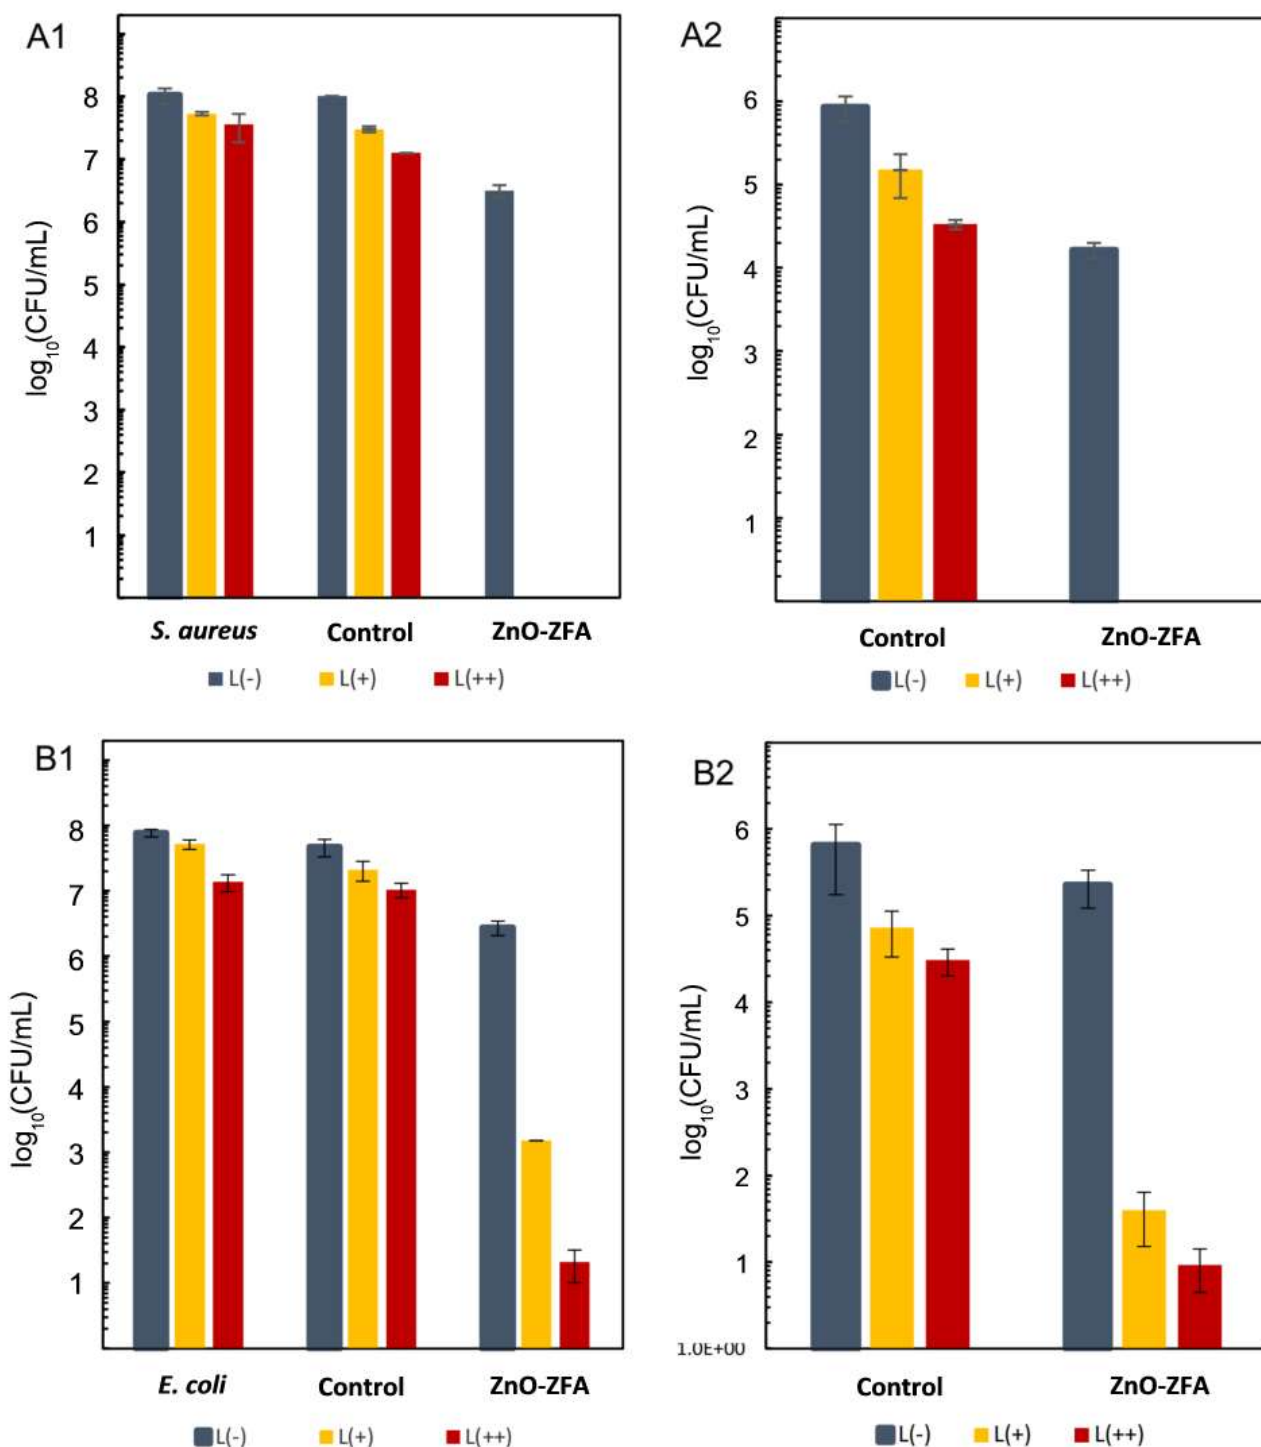 A1
8
7
6
5
4
3
2
1
log₁₀(CFU/mL)
S. aureus Control ZnO-ZFA
L(-) L(+) L(++)
A2
6
5
4
3
2
1
log₁₀(CFU/mL)
Control ZnO-ZFA
L(-) L(+) L(++)
B1
8
7
6
5
4
3
2
1
log₁₀(CFU/mL)
E. coli Control ZnO-ZFA
L(-) L(+) L(++)
B2
6
5
4
3
2
1
1.0E+00
log₁₀(CFU/mL)
Control ZnO-ZFA
L(-) L(+) L(++)